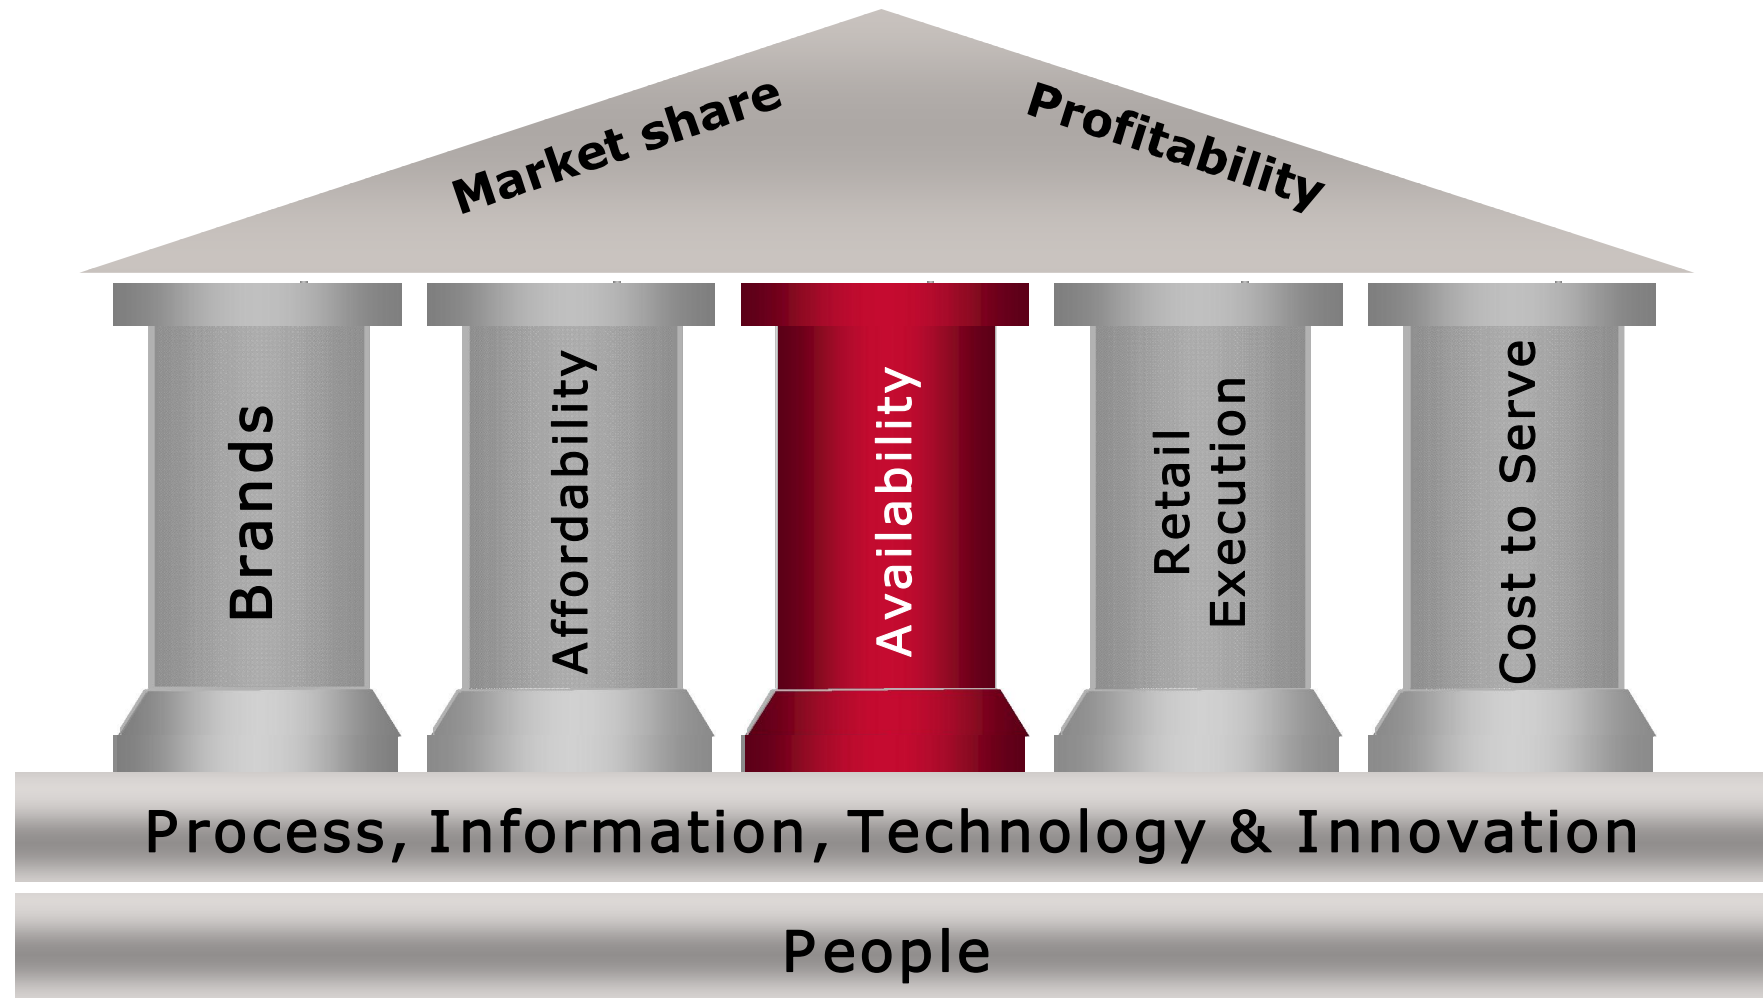 Market share
Profitability
Brands
Affordability
Availability
Retail
Execution
Cost to Serve
Process, Information, Technology & Innovation
People